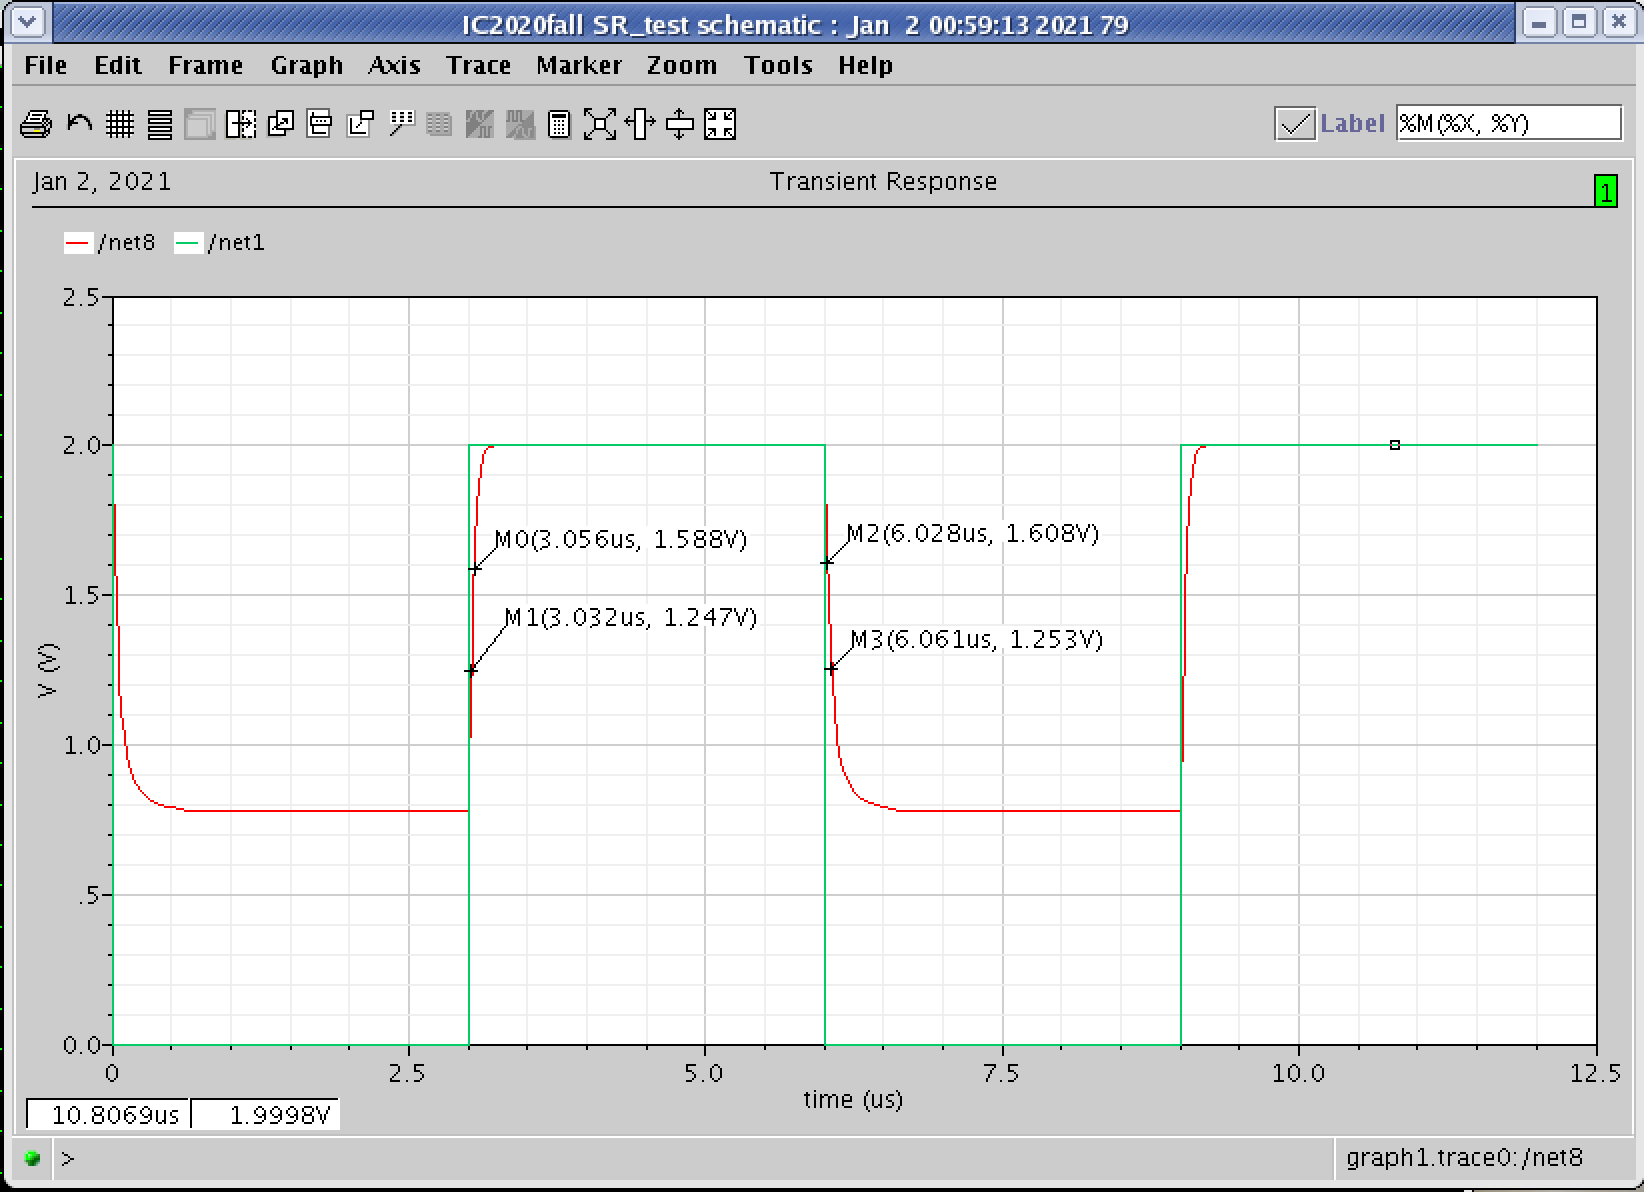 IC2020fall SR_test schematic : Jan 2 00:59:13 2021 79
File Edit Frame Graph Axis Trace Marker Zoom Tools Help
Label %M(%X, %Y)
Jan 2, 2021 Transient Response 1
/net8 /net1
2.5
2.0
M0(3.056us, 1.588V) M2(6.028us, 1.608V)
1.5
M1(3.032us, 1.247V) M3(6.061us, 1.253V)
V (V)
1.0
.5
0.0
0 2.5 5.0 7.5 10.0 12.5
time (us)
10.8069us 1.9998V
> graph1.trace0:/net8